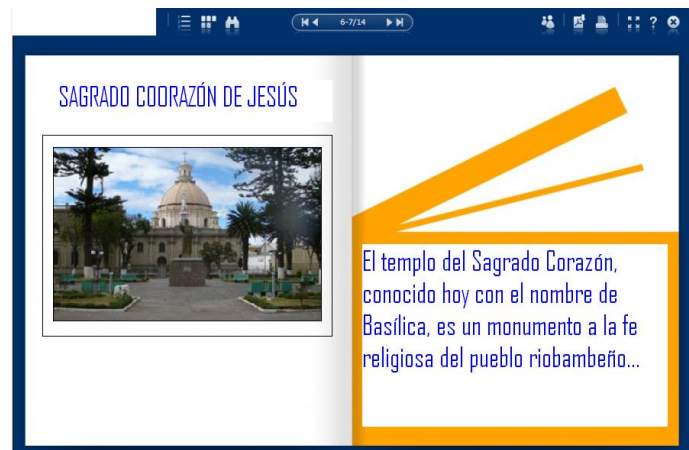 6-7/14
?
SAGRADO COORAZÓN DE JESÚS
El templo del Sagrado Corazón,
conocido hoy con el nombre de
Basílica, es un monumento a la fe
religiosa del pueblo riobambeño...